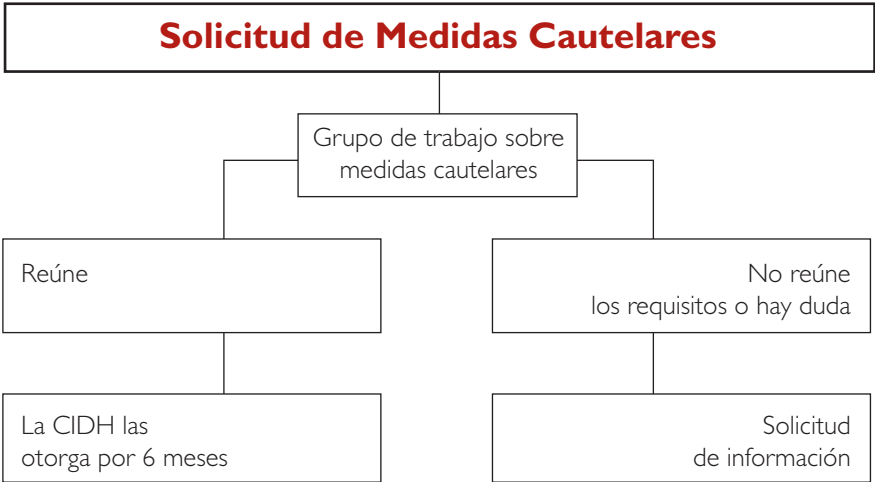 Solicitud de Medidas Cautelares
Grupo de trabajo sobre
medidas cautelares
Reúne
No reúne
los requisitos o hay duda
La CIDH las
otorga por 6 meses
Solicitud
de información